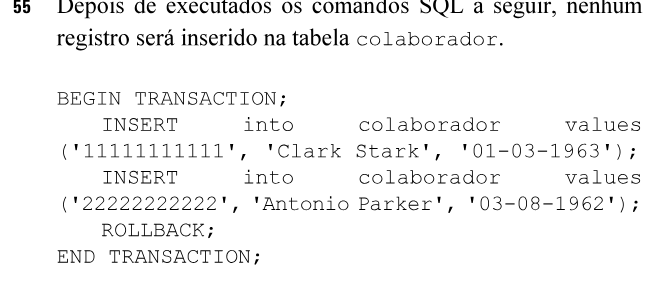 55 Depois de executados os comandos SQL a seguir, nenhum
registro será inserido na tabela colaborador.
BEGIN TRANSACTION;
INSERT into colaborador values
('11111111111', 'Clark Stark', '01-03-1963');
INSERT into colaborador values
('22222222222', 'Antonio Parker', '03-08-1962');
ROLLBACK;
END TRANSACTION;